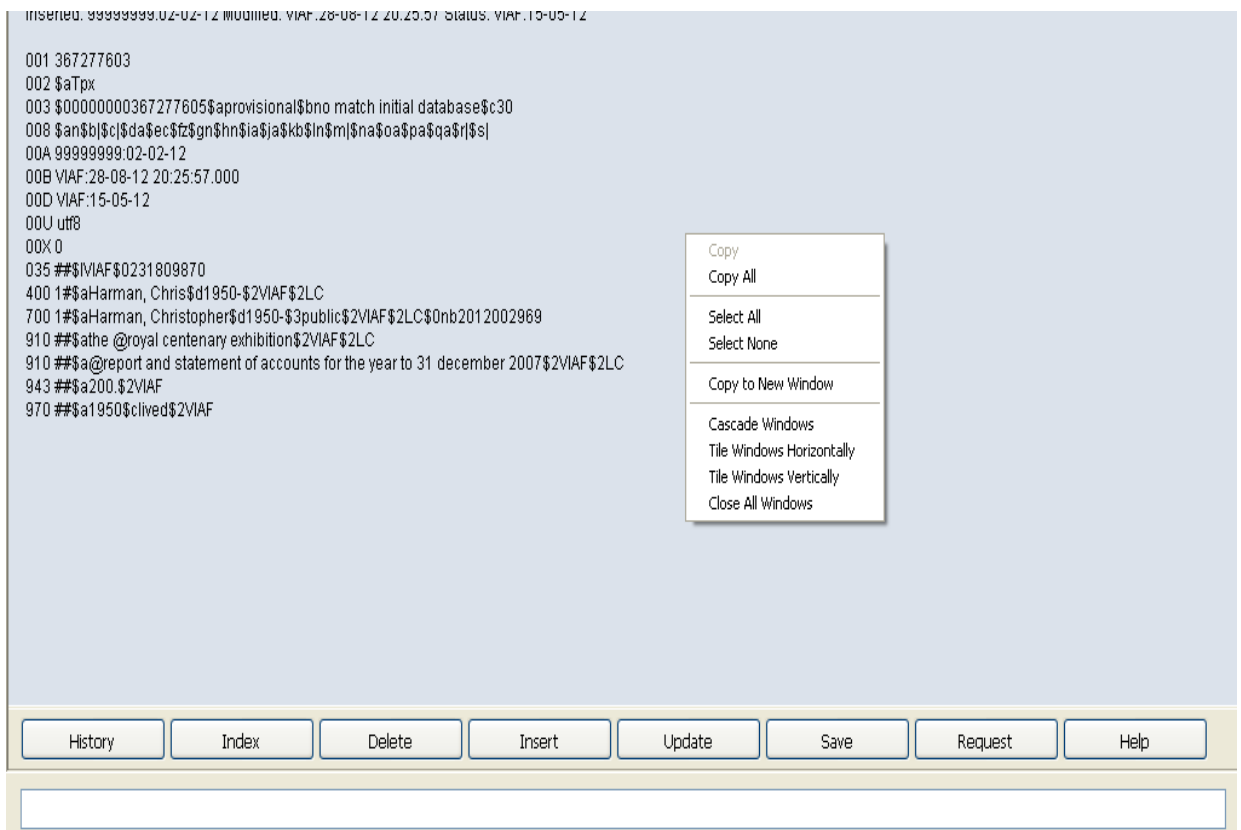 Inserted: 99999999:02-02-12 Modified: VIAF:28-08-12 20:25:57 Status: VIAF:15-05-12
001 367277603
002 $aTpx
003 $00000000367277605$aprovisional$bno match initial database$c30
008 $an$b|$c|$da$ec$fz$gn$hn$ia$ja$kb$ln$m|$na$oa$pa$qa$r|$s|
00A 99999999:02-02-12
00B VIAF:28-08-12 20:25:57.000
00D VIAF:15-05-12
00U utf8
00X 0
035 ##$lVIAF$0231809870
400 1#$aHarman, Chris$d1950-$2VIAF$2LC
700 1#$aHarman, Christopher$d1950-$3public$2VIAF$2LC$0nb2012002969
910 ##$athe @royal centenary exhibition$2VIAF$2LC
910 ##$a@report and statement of accounts for the year to 31 december 2007$2VIAF$2LC
943 ##$a200.$2VIAF
970 ##$a1950$clived$2VIAF
Copy
Copy All
Select All
Select None
Copy to New Window
Cascade Windows
Tile Windows Horizontally
Tile Windows Vertically
Close All Windows
History Index Delete Insert Update Save Request Help